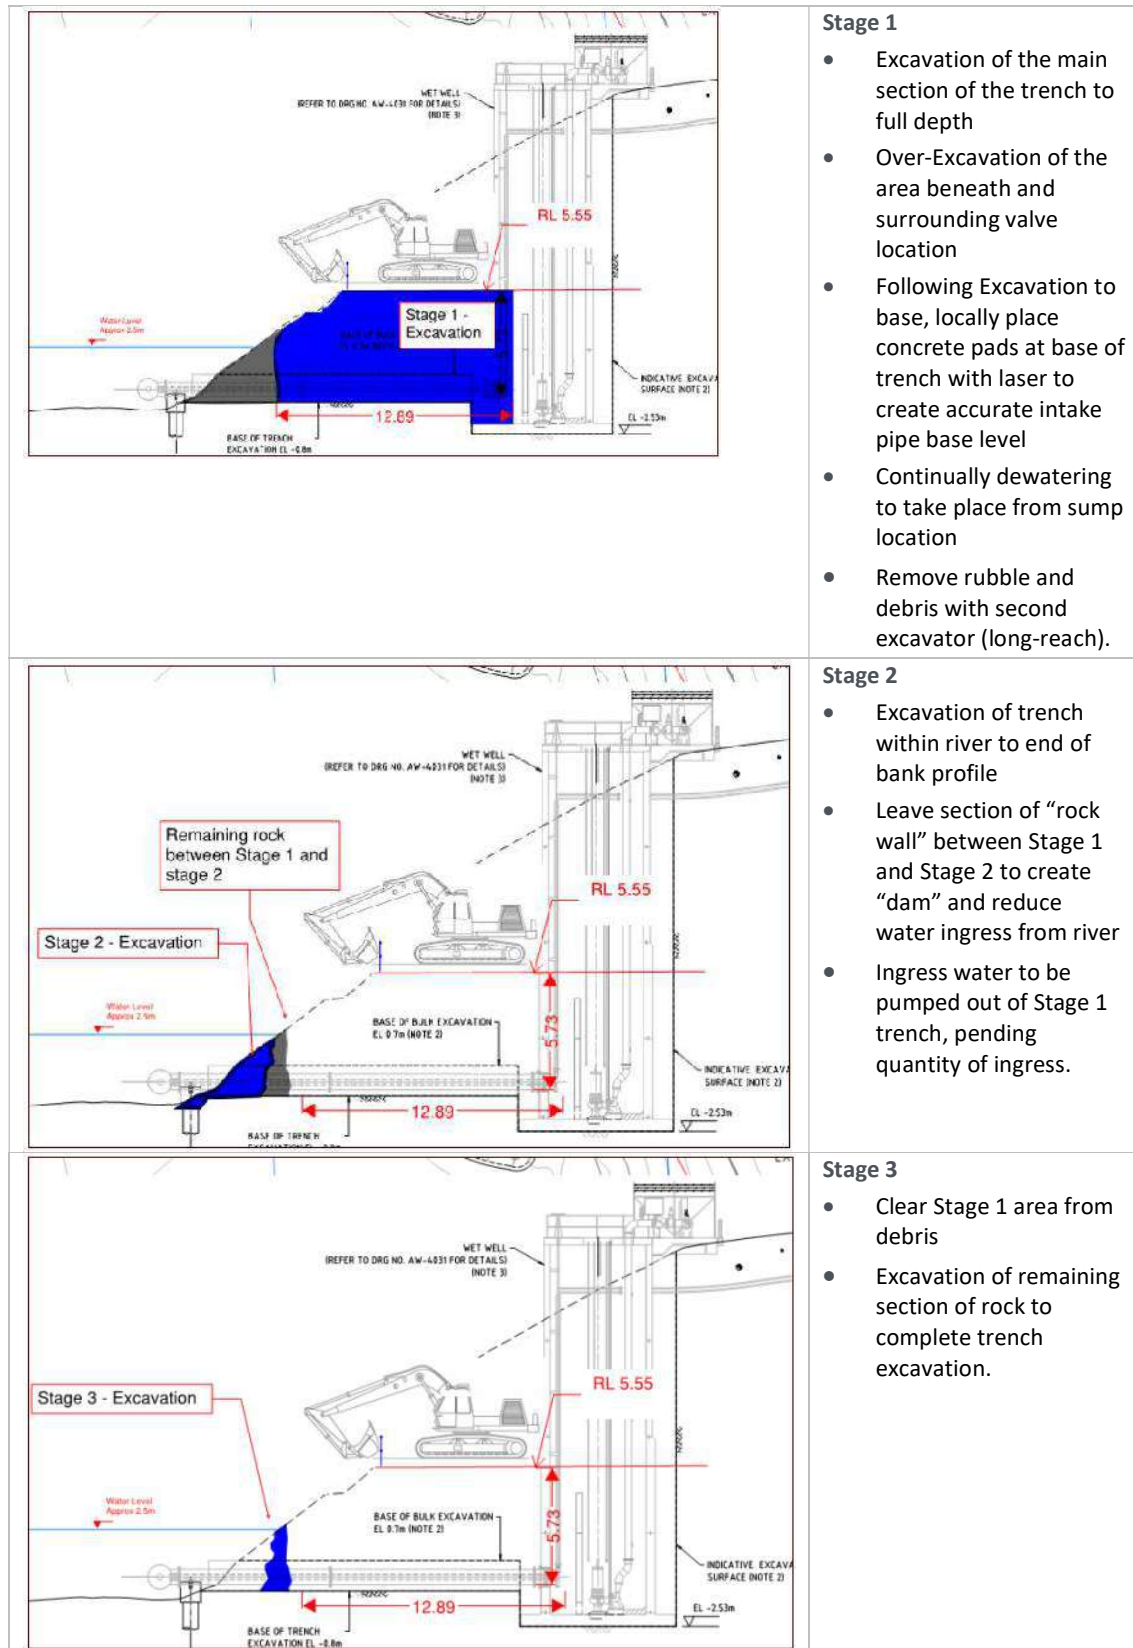 WET WELL
(REFER TO DRG NO. AW-4031 FOR DETAILS)
(NOTE 3)
RL 5.55
Stage 1 -
Excavation
Water Level
Approx 2.5m
12.89
INDICATIVE EXCAVA
SURFACE (NOTE 2)
EL -2.53m
BASE OF TRENCH
EXCAVATION EL -0.8m
Stage 1
• Excavation of the main
section of the trench to
full depth
• Over-Excavation of the
area beneath and
surrounding valve
location
• Following Excavation to
base, locally place
concrete pads at base of
trench with laser to
create accurate intake
pipe base level
• Continually dewatering
to take place from sump
location
• Remove rubble and
debris with second
excavator (long-reach).
WET WELL
(REFER TO DRG NO. AW-4031 FOR DETAILS)
(NOTE 3)
Remaining rock
between Stage 1 and
stage 2
RL 5.55
Stage 2 - Excavation
Water Level
Approx 2.5m
BASE OF BULK EXCAVATION
EL 0.7m (NOTE 2)
5.73
INDICATIVE EXCAVA
SURFACE (NOTE 2)
12.89
EL -2.53m
BASE OF TRENCH
Stage 2
• Excavation of trench
within river to end of
bank profile
• Leave section of “rock
wall” between Stage 1
and Stage 2 to create
“dam” and reduce
water ingress from river
• Ingress water to be
pumped out of Stage 1
trench, pending
quantity of ingress.
WET WELL
(REFER TO DRG NO. AW-4031 FOR DETAILS)
(NOTE 3)
RL 5.55
Stage 3 - Excavation
Water Level
Approx 2.5m
BASE OF BULK EXCAVATION
EL 0.7m (NOTE 2)
5.73
INDICATIVE EXCAVA
SURFACE (NOTE 2)
12.89
EL -2.53m
BASE OF TRENCH
EXCAVATION EL -0.8m
Stage 3
• Clear Stage 1 area from
debris
• Excavation of remaining
section of rock to
complete trench
excavation.